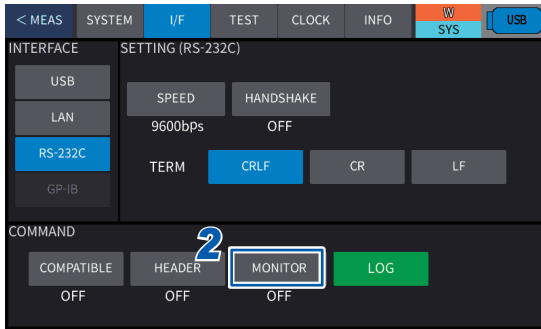 < MEAS SYSTEM I/F TEST CLOCK INFO W SYS USB
INTERFACE SETTING (RS-232C)
USB
SPEED HANDSHAKE
LAN
9600bps OFF
RS-232C TERM CRLF CR LF
GP-IB
COMMAND
2
COMPATIBLE HEADER MONITOR LOG
OFF OFF OFF